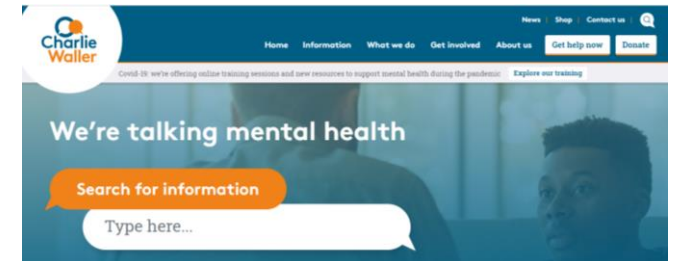 News | Shop | Contact us
Charlie
Waller
Home Information What we do Get involved About us Get help now Donate
Covid-19: we're offering online training sessions and new resources to support mental health during the pandemic Explore our training
We're talking mental health
Search for information
Type here...